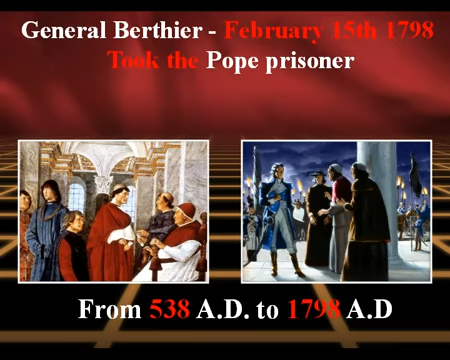 General Berthier - February 15th 1798
Took the Pope prisoner
From 538 A.D. to 1798 A.D